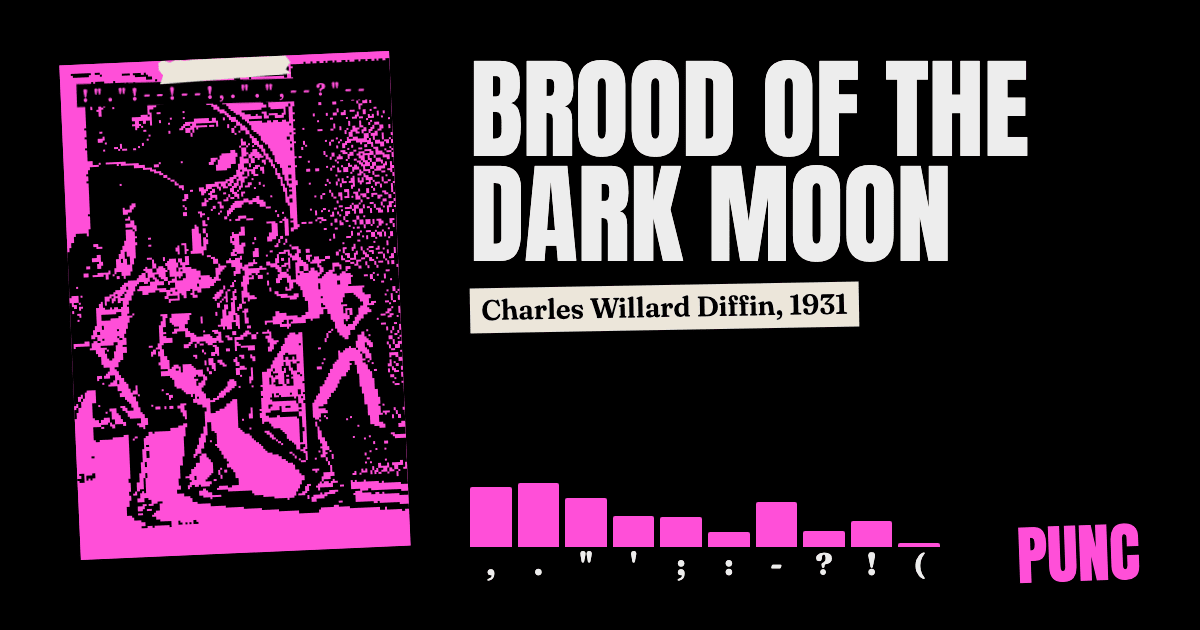 !,."!--!--!,.".",--?"--
BROOD OF THE
DARK MOON
Charles Willard Diffin, 1931
, . " ' ; : - ? ! (
PUNC